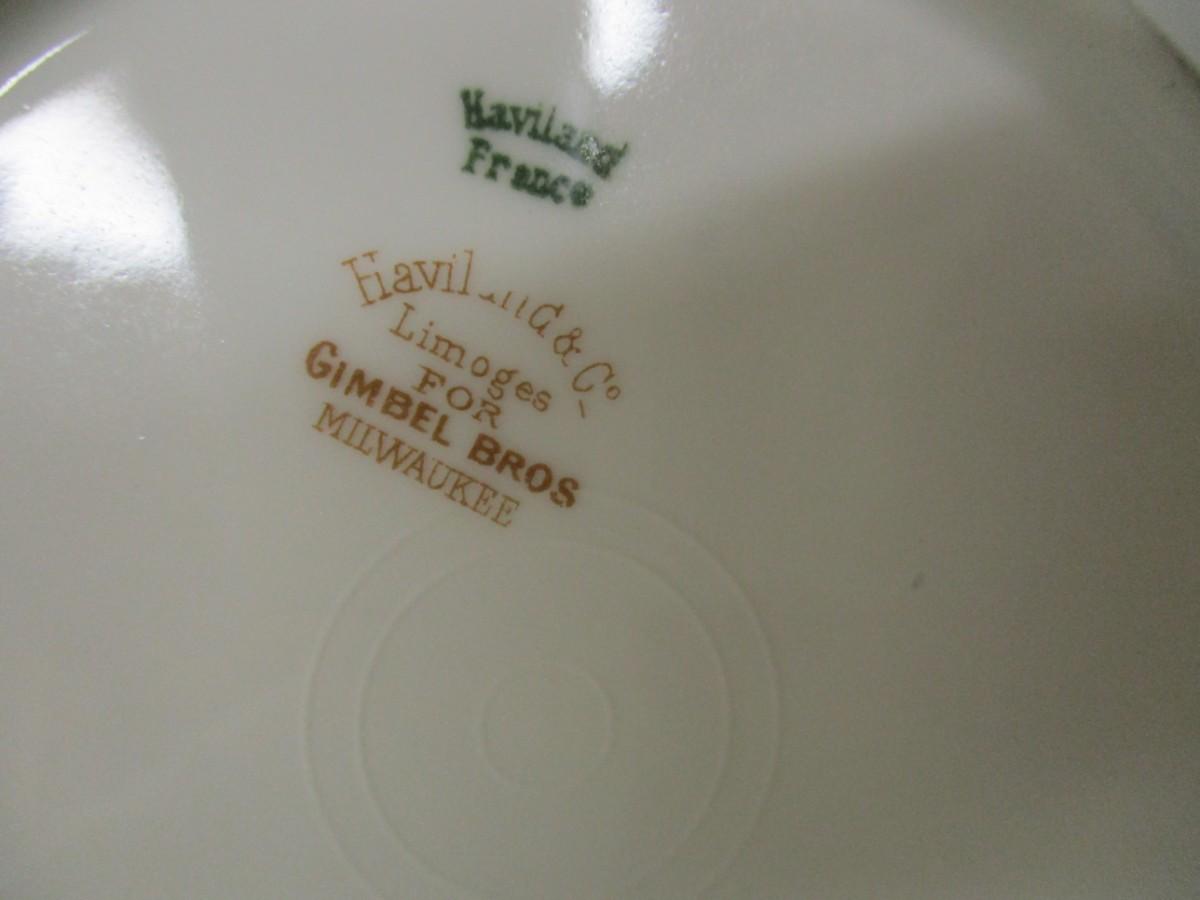 Haviland
France
Haviland & Co
Limoges
FOR
GIMBEL BROS
MILWAUKEE